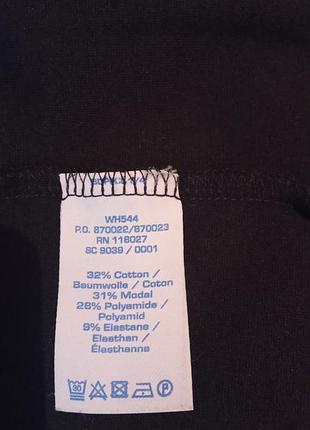 WH544
P.O. 870022/870023
RN 118027
SC 9039 / 0001
32% Cotton /
Baumwolle / Coton
31% Modal
28% Polyamide /
Polyamid
9% Elastane /
Elasthan /
Élasthanne
30
P